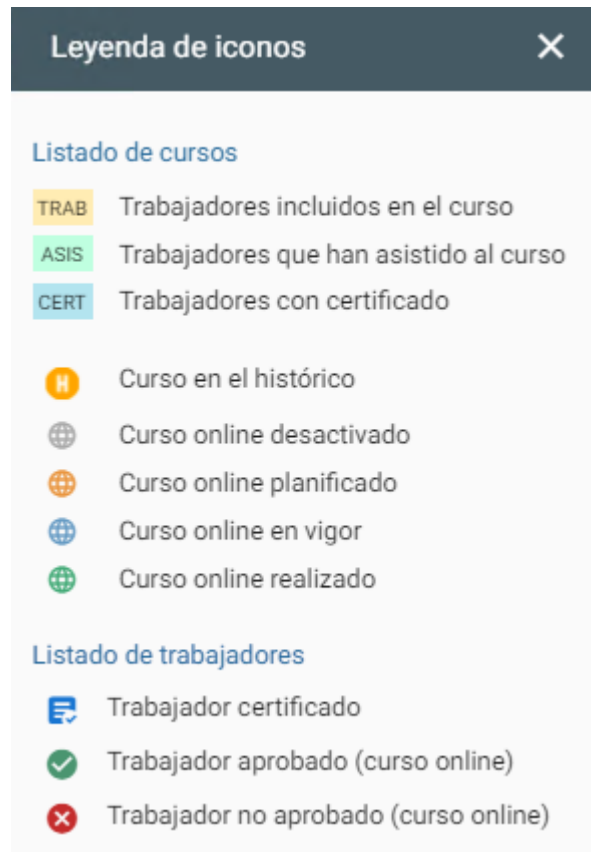 Leyenda de iconos
Listado de cursos
TRAB Trabajadores incluidos en el curso
ASIS Trabajadores que han asistido al curso
CERT Trabajadores con certificado
H Curso en el histórico
Curso online desactivado
Curso online planificado
Curso online en vigor
Curso online realizado
Listado de trabajadores
Trabajador certificado
Trabajador aprobado (curso online)
Trabajador no aprobado (curso online)